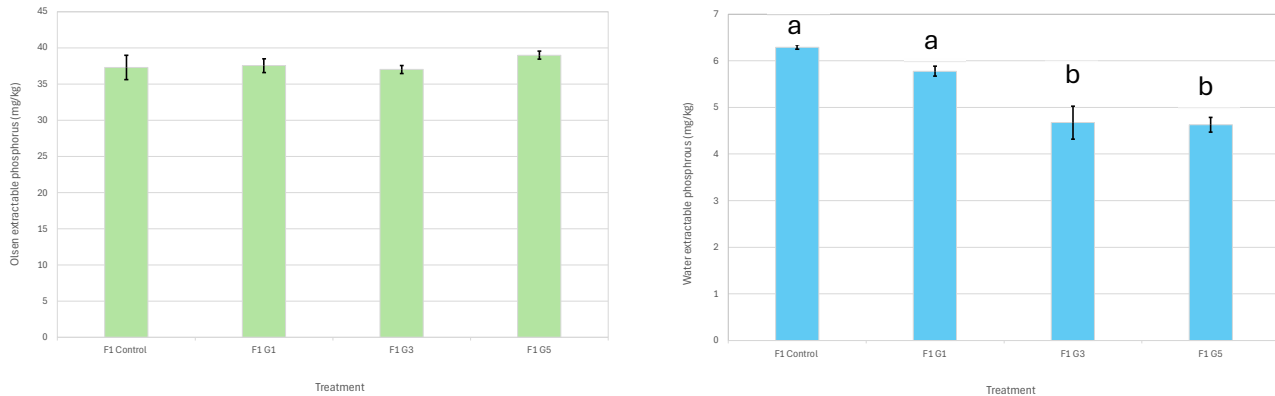 45
40
35
30
25
20
15
10
5
0
Olsen extractable phosphorus (mg/kg)
F1 Control F1 G1 F1 G3 F1 G5
Treatment
7
6
5
4
3
2
1
0
Water extractable phosphrous (mg/kg)
a a b b
F1 Control F1 G1 F1 G3 F1 G5
Treatment